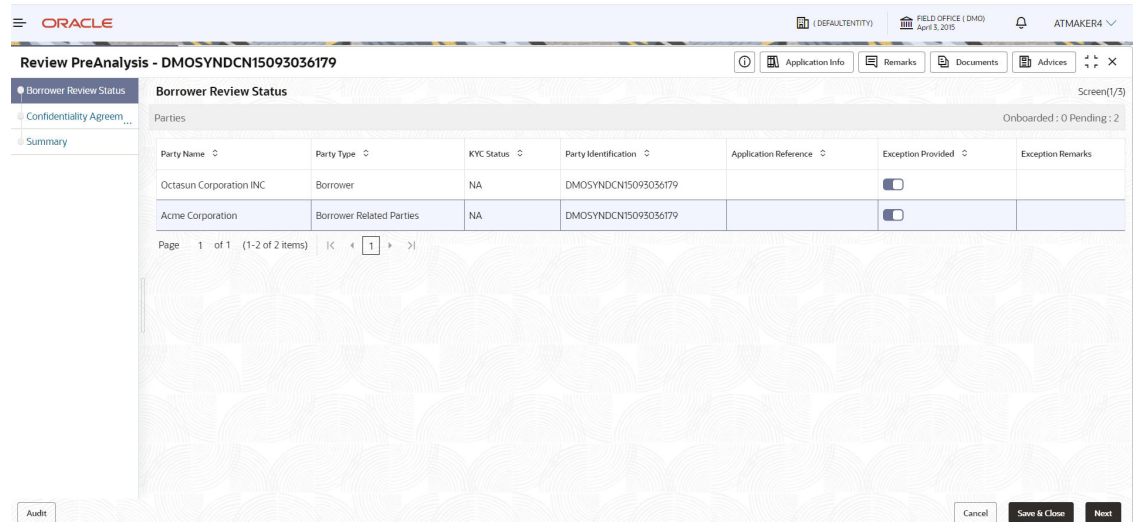 ORACLE
( DEFAULTENTITY)
FIELD OFFICE ( DMO)
April 3, 2015
ATMAKER4
Review PreAnalysis - DMOSYNDCN15093036179
Application Info
Remarks
Documents
Advices
Borrower Review Status
Confidentiality Agreem...
Summary
Borrower Review Status
Screen(1/3)
Parties
Onboarded : 0 Pending : 2
Party Name Party Type KYC Status Party Identification Application Reference Exception Provided Exception Remarks
Octasun Corporation INC Borrower NA DMOSYNDCN15093036179
Acme Corporation Borrower Related Parties NA DMOSYNDCN15093036179
Page 1 of 1 (1-2 of 2 items) 1
Audit
Cancel
Save & Close
Next